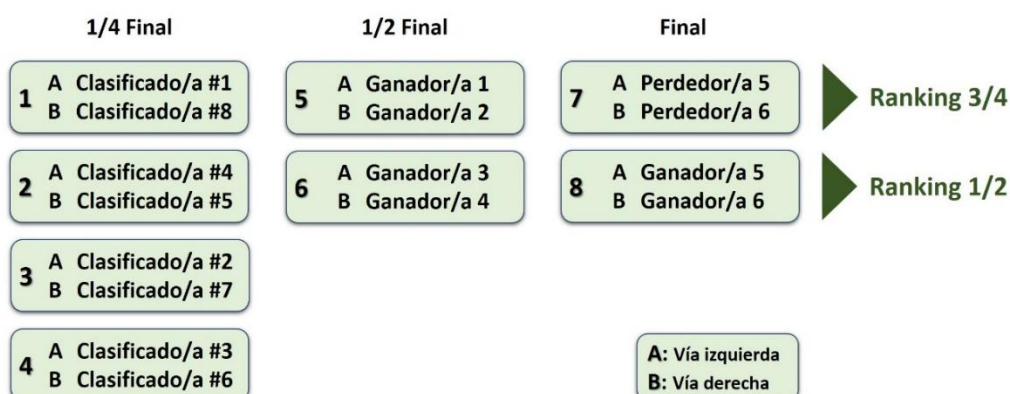 1/4 Final
1 A Clasificado/a #1
B Clasificado/a #8
2 A Clasificado/a #4
B Clasificado/a #5
3 A Clasificado/a #2
B Clasificado/a #7
4 A Clasificado/a #3
B Clasificado/a #6
1/2 Final
5 A Ganador/a 1
B Ganador/a 2
6 A Ganador/a 3
B Ganador/a 4
Final
7 A Perdedor/a 5
B Perdedor/a 6
Ranking 3/4
8 A Ganador/a 5
B Ganador/a 6
Ranking 1/2
A: Vía izquierda
B: Vía derecha